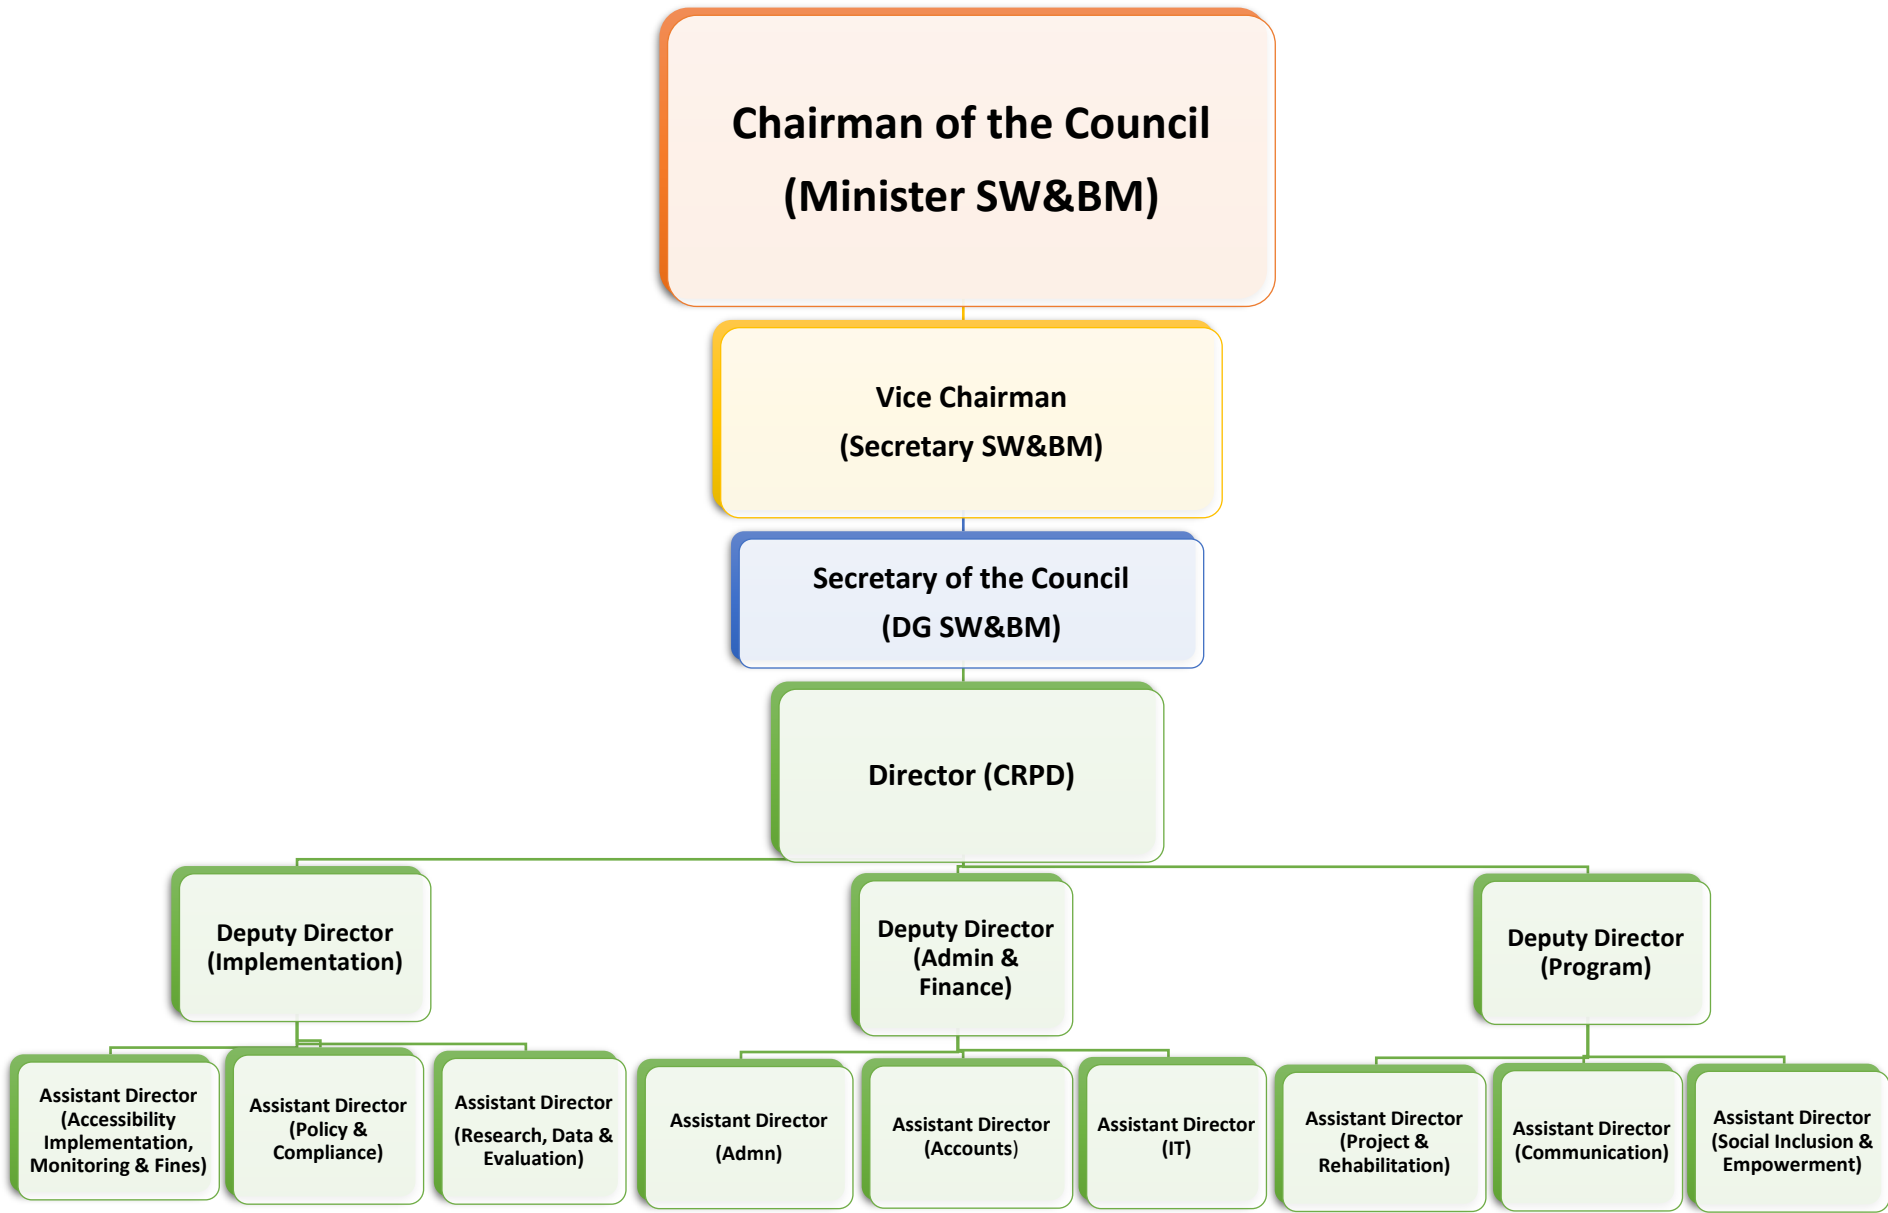 Chairman of the Council
(Minister SW&BM)
Vice Chairman
(Secretary SW&BM)
Secretary of the Council
(DG SW&BM)
Director (CRPD)
Deputy Director
(Implementation)
Deputy Director
(Admin &
Finance)
Deputy Director
(Program)
Assistant Director
(Accessibility
Implementation,
Monitoring & Fines)
Assistant Director
(Policy &
Compliance)
Assistant Director
(Research, Data &
Evaluation)
Assistant Director
(Admn)
Assistant Director
(Accounts)
Assistant Director
(IT)
Assistant Director
(Project &
Rehabilitation)
Assistant Director
(Communication)
Assistant Director
(Social Inclusion &
Empowerment)